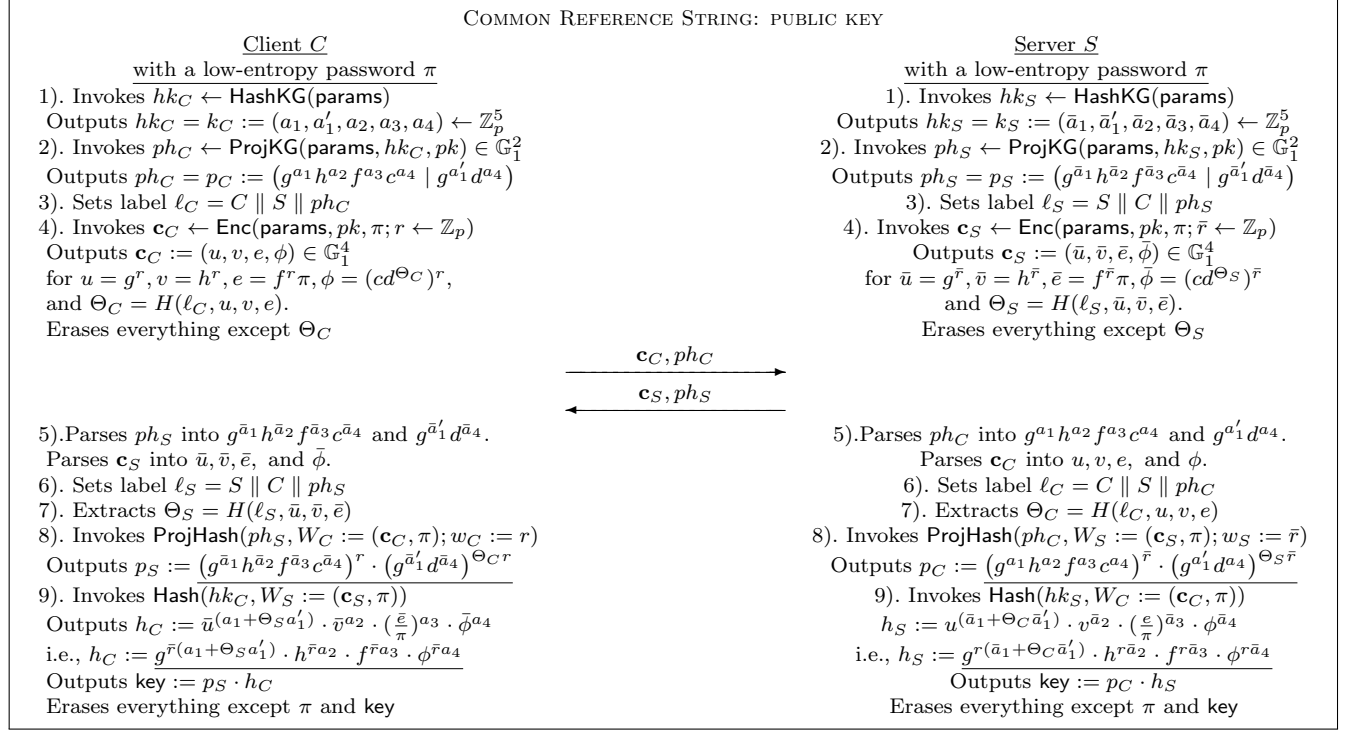 COMMON REFERENCE STRING: PUBLIC KEY
Client C
with a low-entropy password π
1). Invokes hk_C ← HashKG(params)
Outputs hk_C = k_C := (a_1, a′_1, a_2, a_3, a_4) ← ℤ_p^5
2). Invokes ph_C ← ProjKG(params, hk_C, pk) ∈ 𝔾_1^2
Outputs ph_C = p_C := (g^{a_1} h^{a_2} f^{a_3} c^{a_4} | g^{a′_1} d^{a_4})
3). Sets label ℓ_C = C ∥ S ∥ ph_C
4). Invokes c_C ← Enc(params, pk, π; r ← ℤ_p)
Outputs c_C := (u, v, e, φ) ∈ 𝔾_1^4
for u = g^r, v = h^r, e = f^r π, φ = (cd^{Θ_C})^r,
and Θ_C = H(ℓ_C, u, v, e).
Erases everything except Θ_C
Server S
with a low-entropy password π
1). Invokes hk_S ← HashKG(params)
Outputs hk_S = k_S := (ā_1, ā′_1, ā_2, ā_3, ā_4) ← ℤ_p^5
2). Invokes ph_S ← ProjKG(params, hk_S, pk) ∈ 𝔾_1^2
Outputs ph_S = p_S := (g^{ā_1} h^{ā_2} f^{ā_3} c^{ā_4} | g^{ā′_1} d^{ā_4})
3). Sets label ℓ_S = S ∥ C ∥ ph_S
4). Invokes c_S ← Enc(params, pk, π; r̄ ← ℤ_p)
Outputs c_S := (ū, v̄, ē, φ̄) ∈ 𝔾_1^4
for ū = g^{r̄}, v̄ = h^{r̄}, ē = f^{r̄} π, φ̄ = (cd^{Θ_S})^{r̄}
and Θ_S = H(ℓ_S, ū, v̄, ē).
Erases everything except Θ_S
c_C, ph_C
c_S, ph_S
5).Parses ph_S into g^{ā_1} h^{ā_2} f^{ā_3} c^{ā_4} and g^{ā′_1} d^{ā_4}.
Parses c_S into ū, v̄, ē, and φ̄.
6). Sets label ℓ_S = S ∥ C ∥ ph_S
7). Extracts Θ_S = H(ℓ_S, ū, v̄, ē)
8). Invokes ProjHash(ph_S, W_C := (c_C, π); w_C := r)
Outputs p_S := (g^{ā_1} h^{ā_2} f^{ā_3} c^{ā_4})^r · (g^{ā′_1} d^{ā_4})^{Θ_C r}
9). Invokes Hash(hk_C, W_S := (c_S, π))
Outputs h_C := ū^{(a_1+Θ_S a′_1)} · v̄^{a_2} · (ē/π)^{a_3} · φ̄^{a_4}
i.e., h_C := g^{r̄(a_1+Θ_S a′_1)} · h^{r̄a_2} · f^{r̄a_3} · φ^{r̄a_4}
Outputs key := p_S · h_C
Erases everything except π and key
5).Parses ph_C into g^{a_1} h^{a_2} f^{a_3} c^{a_4} and g^{a′_1} d^{a_4}.
Parses c_C into u, v, e, and φ.
6). Sets label ℓ_C = C ∥ S ∥ ph_C
7). Extracts Θ_C = H(ℓ_C, u, v, e)
8). Invokes ProjHash(ph_C, W_S := (c_S, π); w_S := r̄)
Outputs p_C := (g^{a_1} h^{a_2} f^{a_3} c^{a_4})^{r̄} · (g^{a′_1} d^{a_4})^{Θ_S r̄}
9). Invokes Hash(hk_S, W_C := (c_C, π))
h_S := u^{(ā_1+Θ_C ā′_1)} · v^{ā_2} · (e/π)^{ā_3} · φ^{ā_4}
i.e., h_S := g^{r(ā_1+Θ_C ā′_1)} · h^{rā_2} · f^{rā_3} · φ^{rā_4}
Outputs key := p_C · h_S
Erases everything except π and key